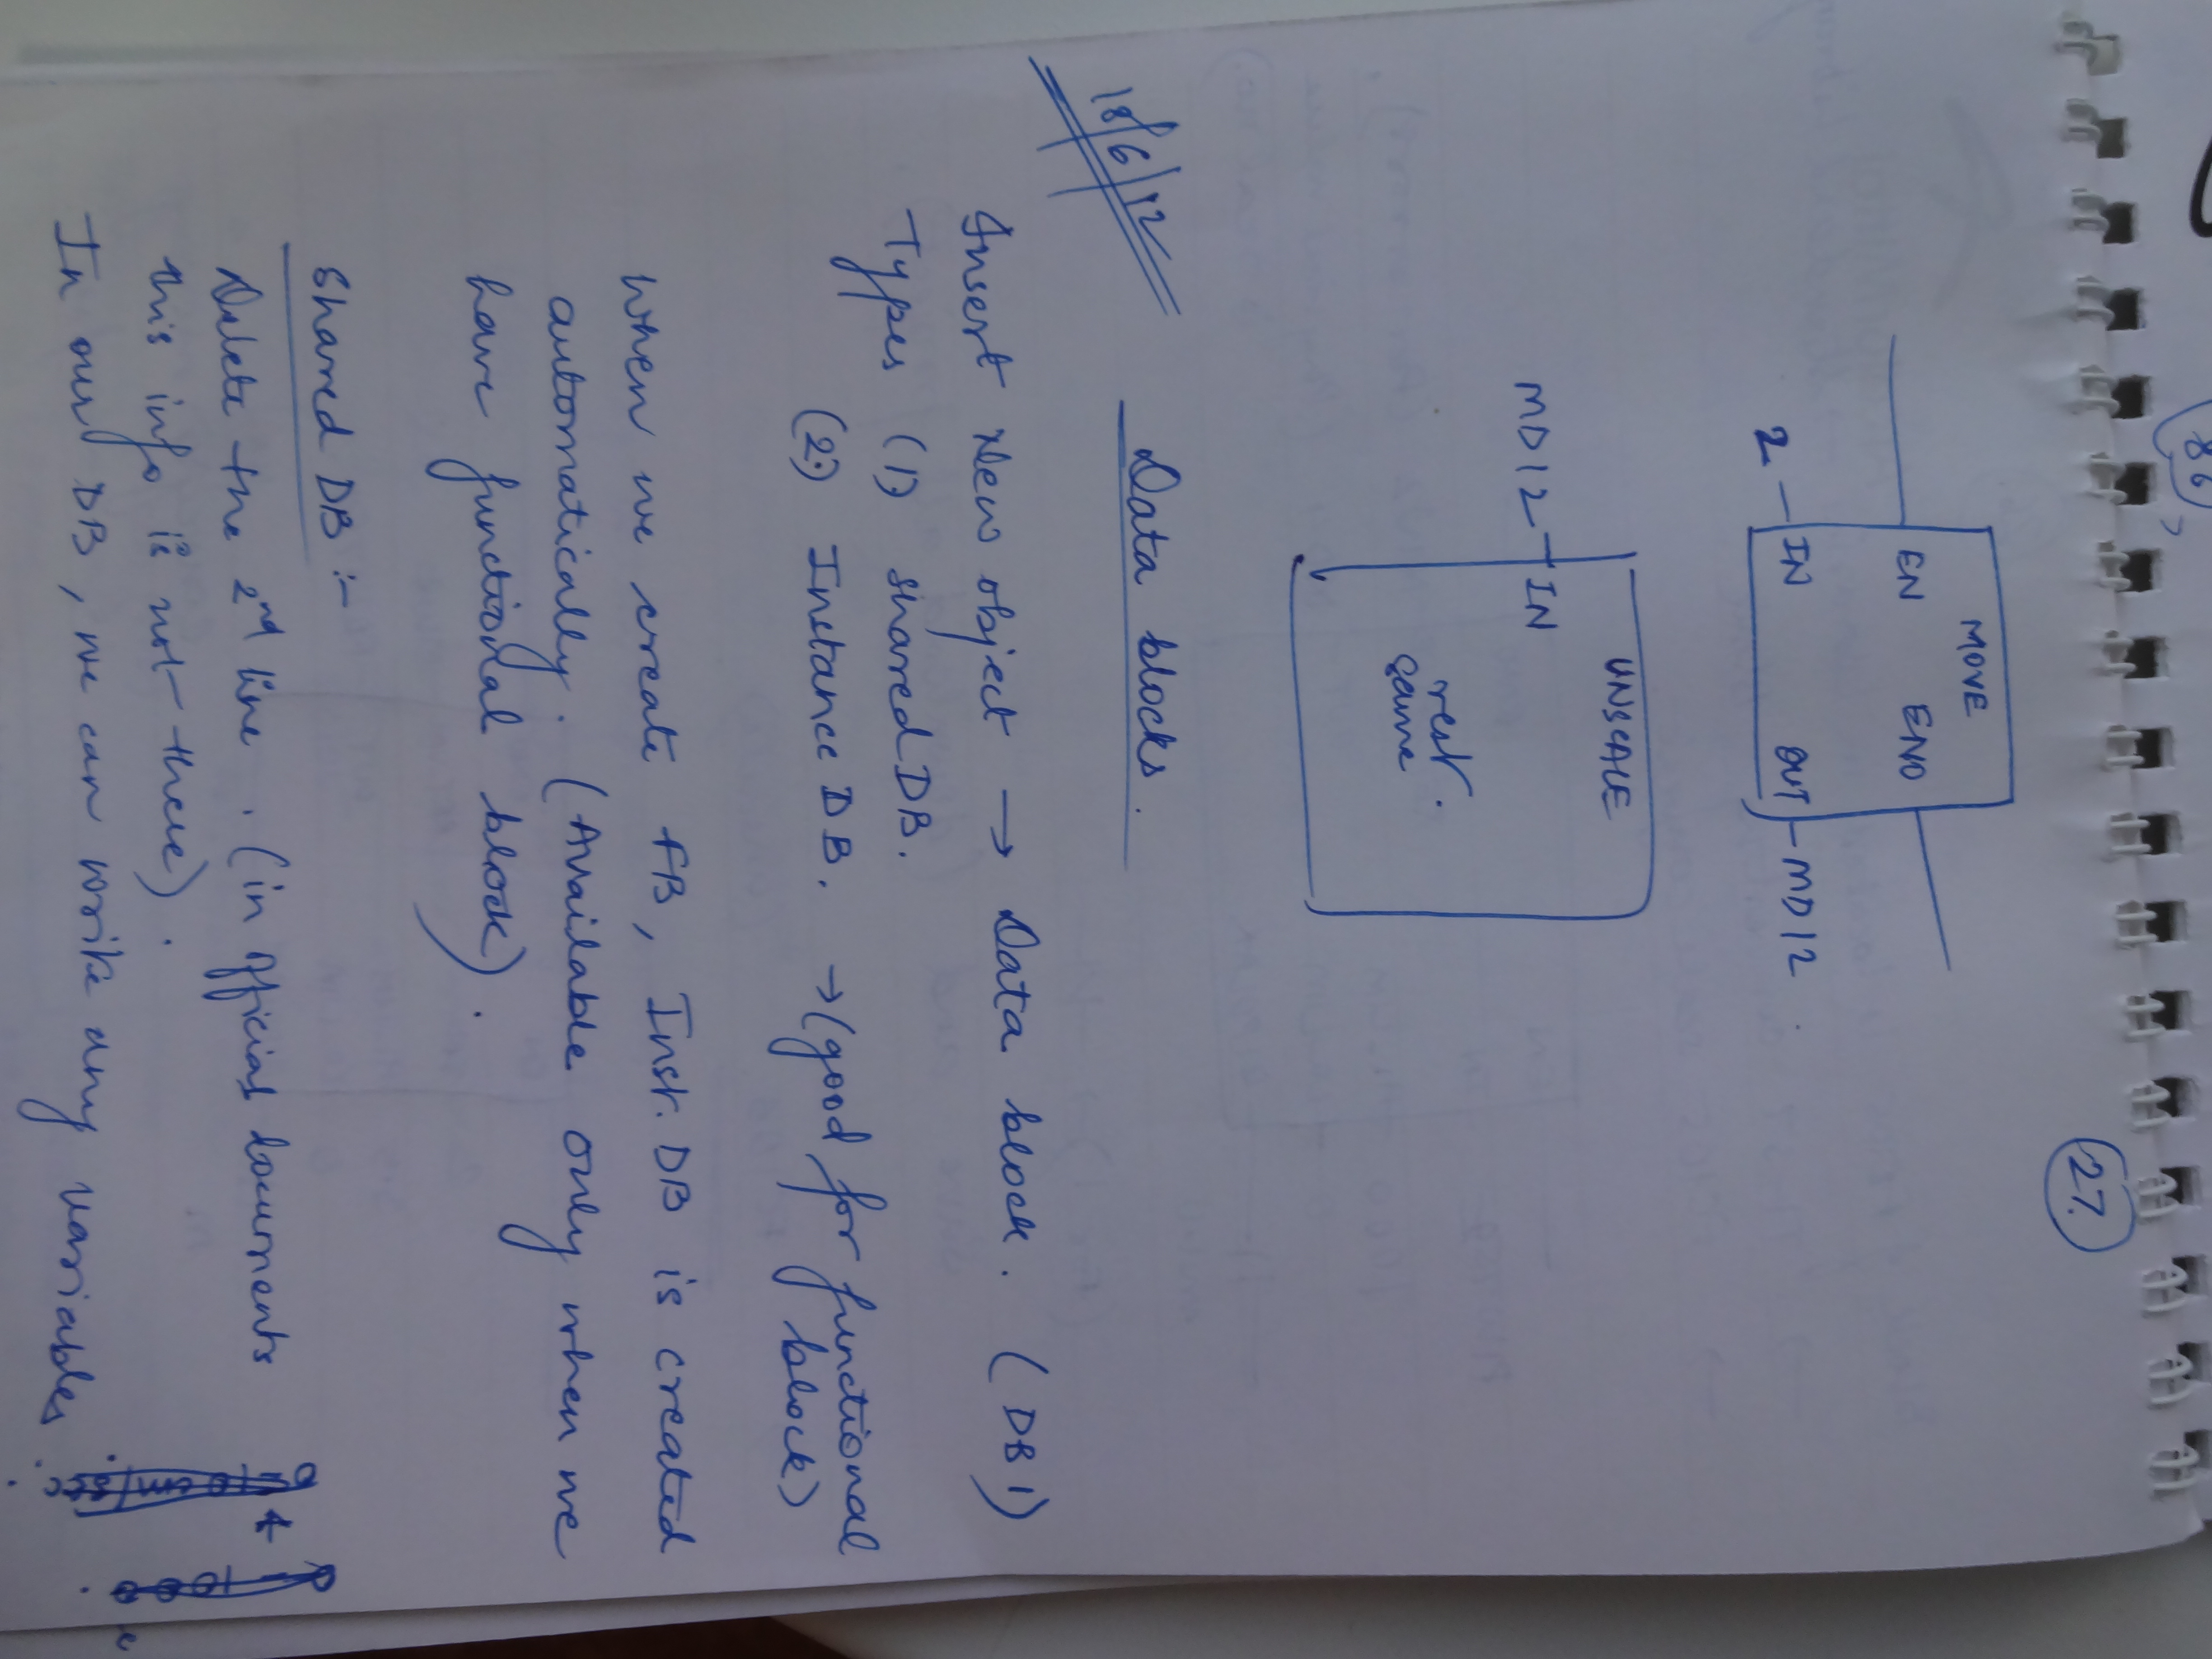 27.
MOVE
EN ENO
2 IN OUT MD12
UNSCALE
MD12 IN
rest
same
18/6/12
Data blocks.
Insert New object → Data block. (DB1)
Types (1) Shared DB.
(2) Instance DB. → (good for functional
block)
When we create FB, Inst. DB is created
automatically. (Available only when we
have functional block).
Shared DB :-
Delete the 2nd line. (in official documents
this info is not there).
In our DB, we can write any variables
86